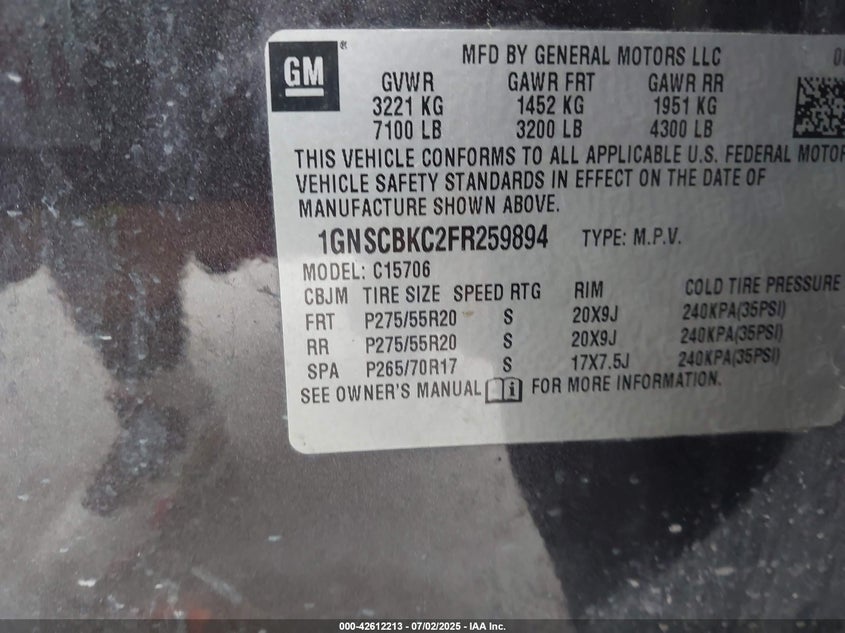 GM
MFD BY GENERAL MOTORS LLC
GVWR GAWR FRT GAWR RR
3221 KG 1452 KG 1951 KG
7100 LB 3200 LB 4300 LB
THIS VEHICLE CONFORMS TO ALL APPLICABLE U.S. FEDERAL MOTOR
VEHICLE SAFETY STANDARDS IN EFFECT ON THE DATE OF
MANUFACTURE SHOWN ABOVE.
1GNSCBKC2FR259894 TYPE: M.P.V.
MODEL: C15706
CBJM TIRE SIZE SPEED RTG RIM COLD TIRE PRESSURE
FRT P275/55R20 S 20X9J 240KPA(35PSI)
RR P275/55R20 S 20X9J 240KPA(35PSI)
SPA P265/70R17 S 17X7.5J 240KPA(35PSI)
SEE OWNER'S MANUAL FOR MORE INFORMATION.
000-42612213 - 07/02/2025 - IAA Inc.